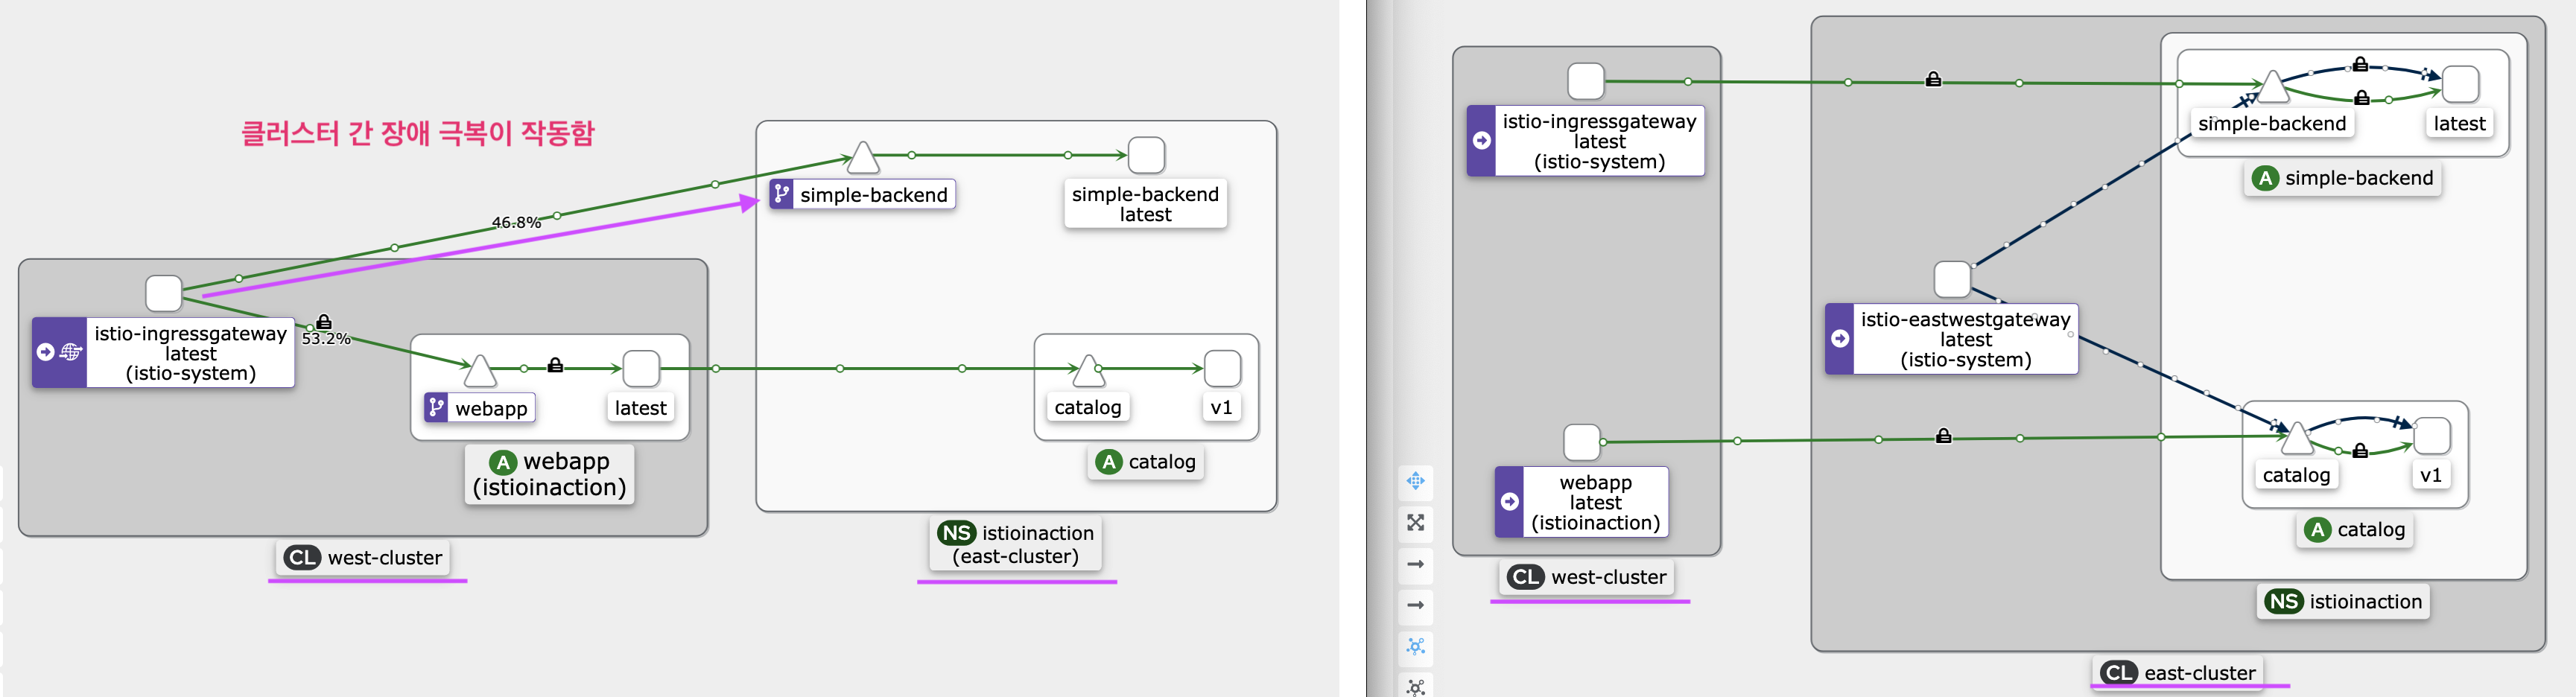 클러스터 간 장애 극복이 작동함
46.8%
simple-backend
simple-backend
latest
istio-ingressgateway
latest
(istio-system)
53.2%
webapp
latest
A webapp
(istioinaction)
catalog
v1
A catalog
CL west-cluster
NS istioinaction
(east-cluster)
istio-ingressgateway
latest
(istio-system)
simple-backend
latest
A simple-backend
istio-eastwestgateway
latest
(istio-system)
webapp
latest
(istioinaction)
catalog
v1
A catalog
CL west-cluster
NS istioinaction
CL east-cluster